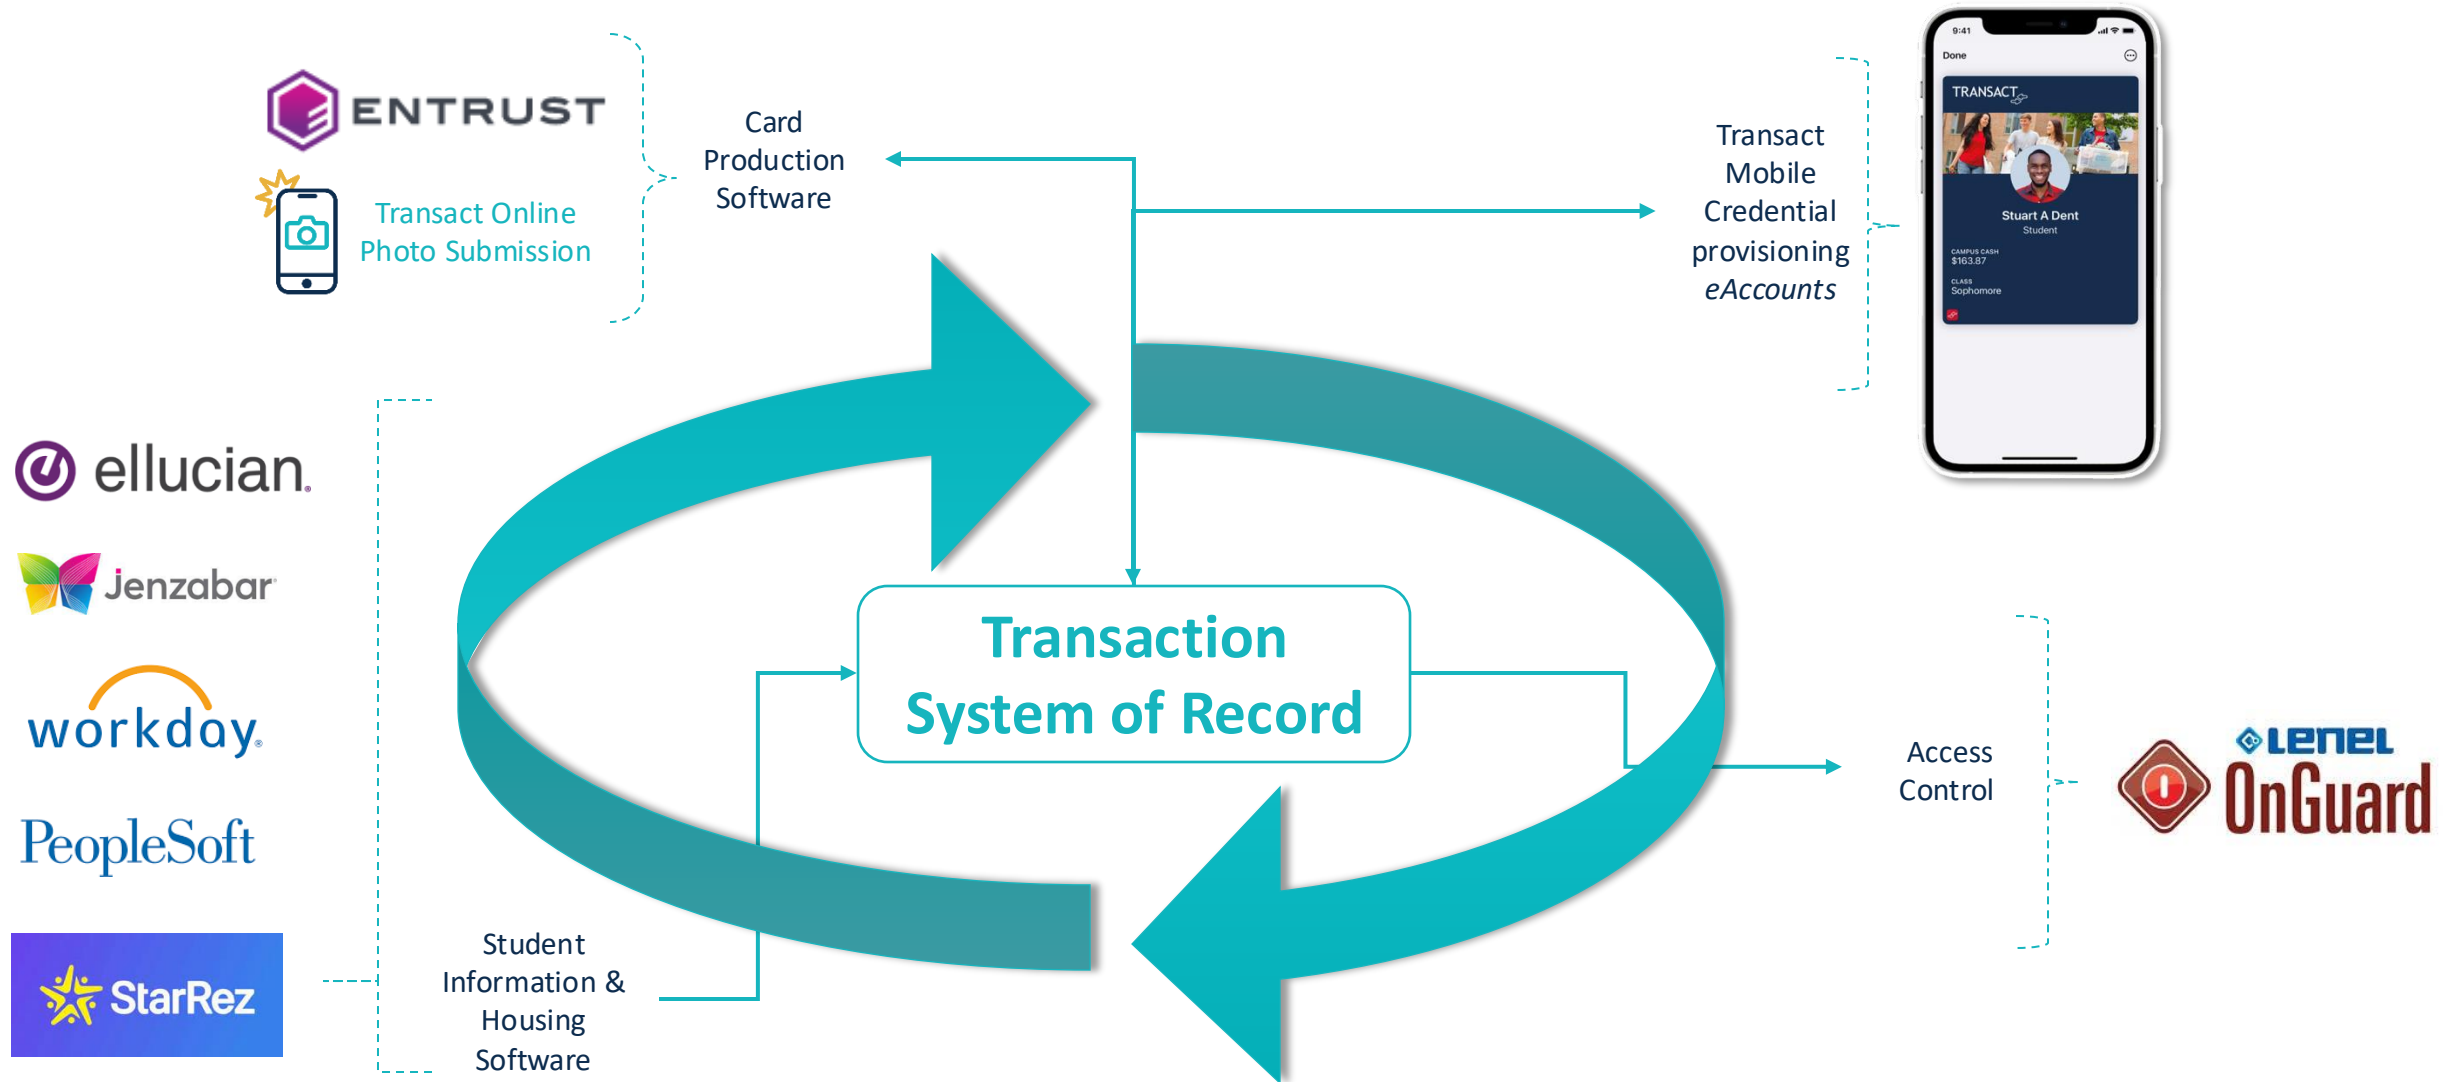 ENTRUST
Transact Online
Photo Submission
Card
Production
Software
Transact
Mobile
Credential
provisioning
eAccounts
9:41
Done
TRANSACT
Stuart A Dent
Student
CAMPUS CASH
$163.87
CLASS
Sophomore
ellucian®
jenzabar
workday®
PeopleSoft
StarRez
Student
Information &
Housing
Software
Transaction
System of Record
Access
Control
LENEL
OnGuard